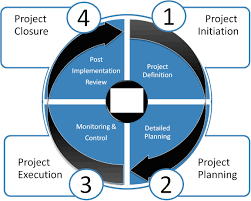 4
1
Project
Closure
Project
Initiation
Post
Implementation
Review
Project
Definition
Monitoring &
Control
Detailed
Planning
Project
Execution
Project
Planning
3
2